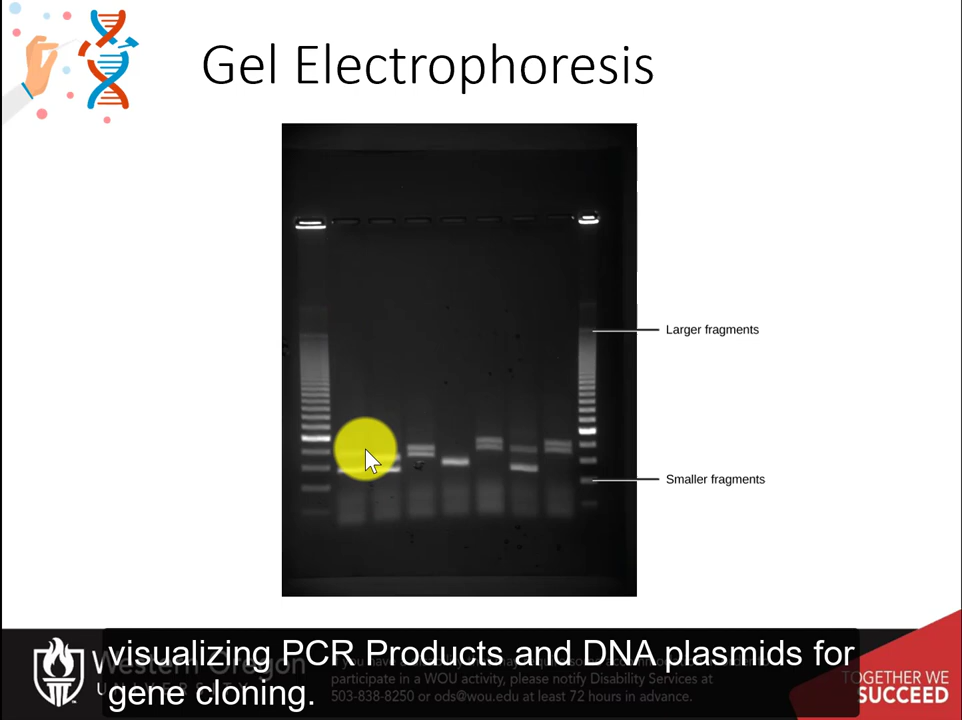 Gel Electrophoresis
Larger fragments
Smaller fragments
visualizing PCR Products and DNA plasmids for
gene cloning.
participate in a WOU activity, please notify Disability Services at
503-838-8250 or ods@wou.edu at least 72 hours in advance.
TOGETHER WE
SUCCEED